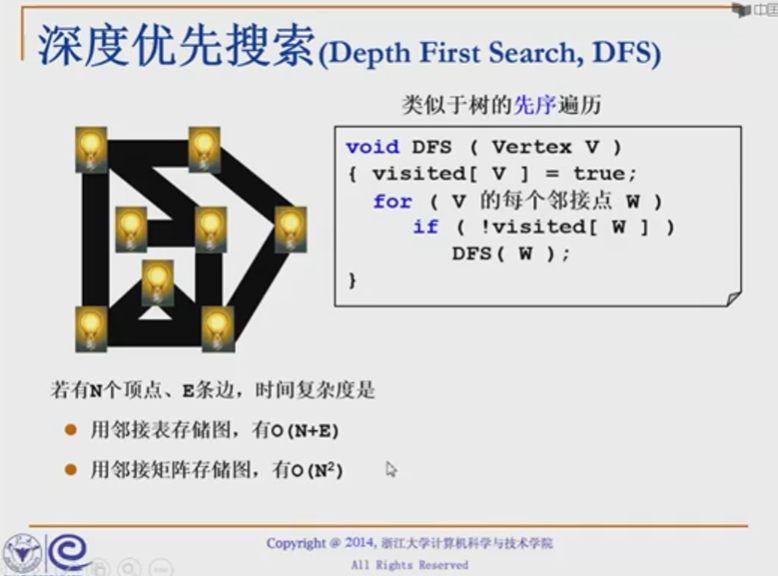 中国
深度优先搜索(Depth First Search, DFS)
类似于树的先序遍历
void DFS ( Vertex V )
{ visited[ V ] = true;
for ( V 的每个邻接点 W )
if ( !visited[ W ] )
DFS( W );
}
若有N个顶点、E条边，时间复杂度是
用邻接表存储图，有O(N+E)
用邻接矩阵存储图，有O(N²)
Copyright @ 2014, 浙江大学计算机科学与技术学院
All Rights Reserved